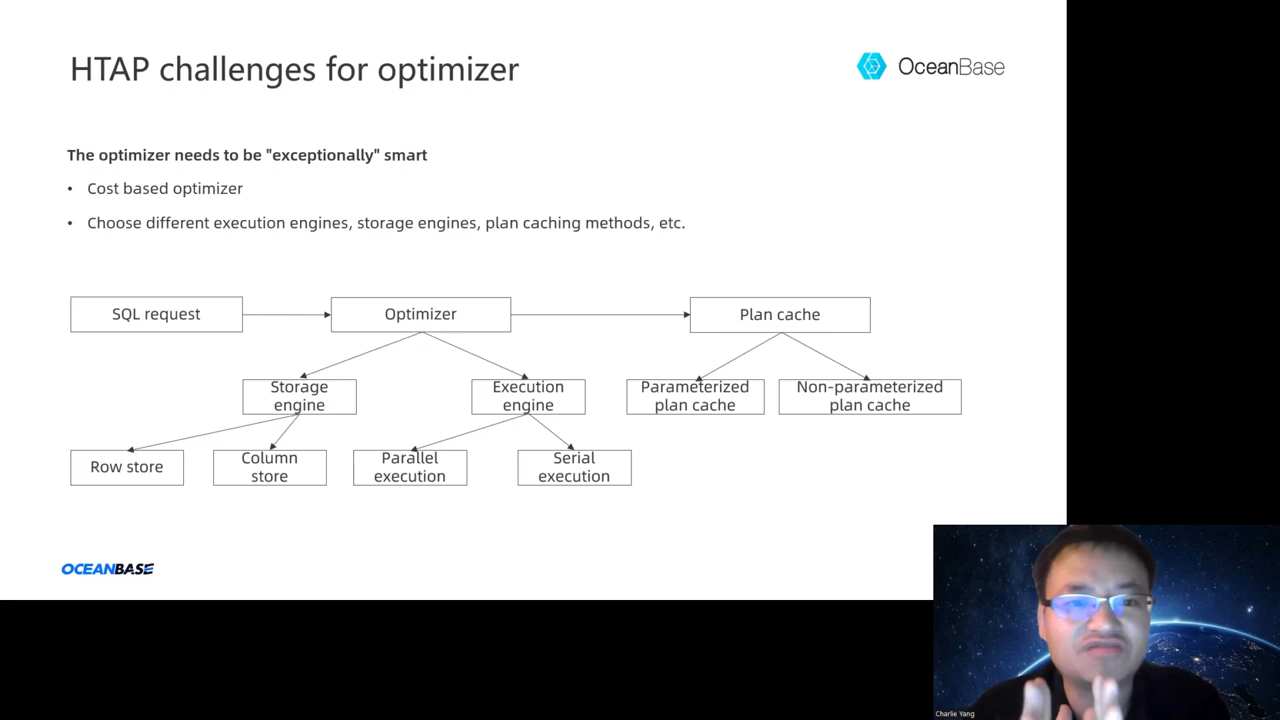 HTAP challenges for optimizer
OceanBase
The optimizer needs to be "exceptionally" smart
• Cost based optimizer
• Choose different execution engines, storage engines, plan caching methods, etc.
SQL request
Optimizer
Plan cache
Storage
engine
Execution
engine
Parameterized
plan cache
Non-parameterized
plan cache
Row store
Column
store
Parallel
execution
Serial
execution
OCEANBASE
Charlie Yang